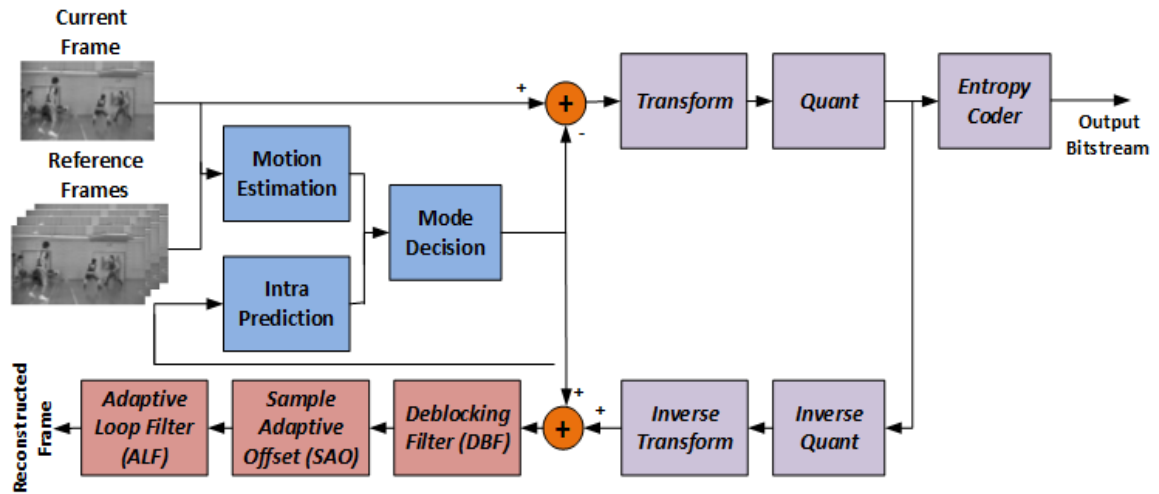 Current
Frame
Reference
Frames
Motion
Estimation
Intra
Prediction
Mode
Decision
+
+
-
Transform
Quant
Entropy
Coder
Output
Bitstream
Reconstructed
Frame
Adaptive
Loop Filter
(ALF)
Sample
Adaptive
Offset (SAO)
Deblocking
Filter (DBF)
+
+
+
Inverse
Transform
Inverse
Quant